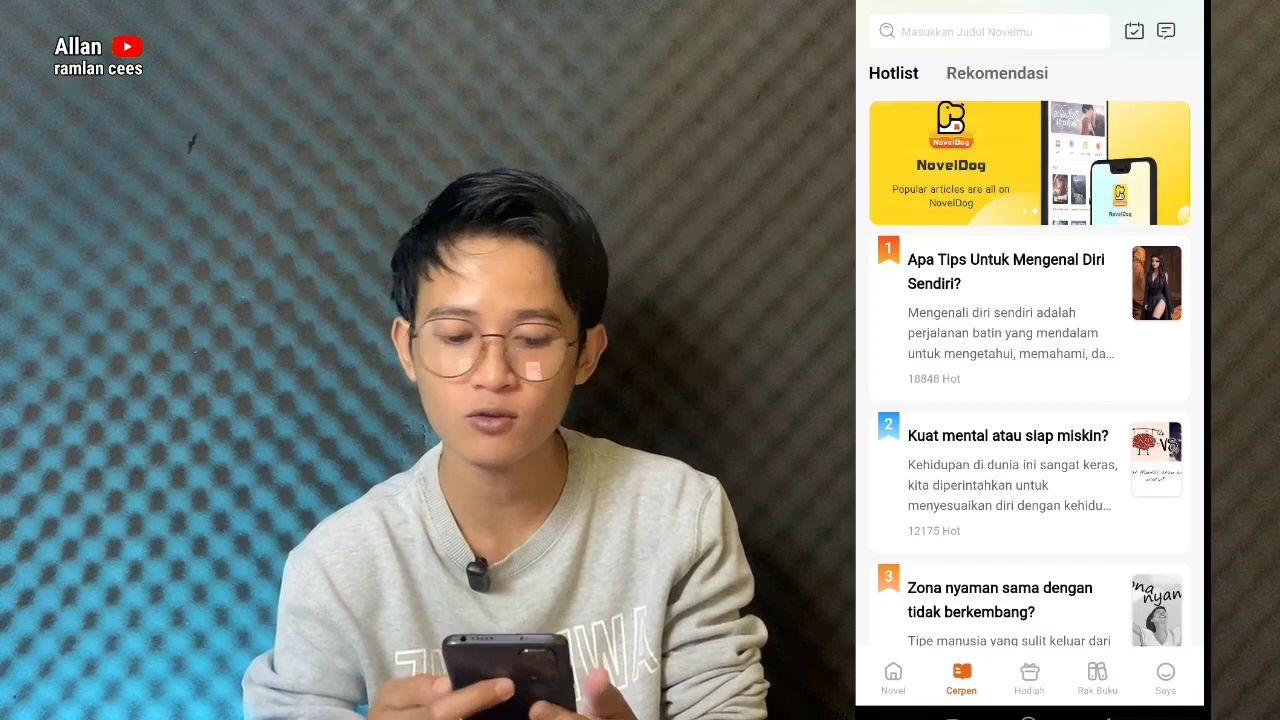 Allan
ramlan cees
Masukkan Judul Novelmu
Hotlist
Rekomendasi
NovelDog
NovelDog
Popular articles are all on
NovelDog
NovelDog
1
Apa Tips Untuk Mengenal Diri
Sendiri?
Mengenali diri sendiri adalah
perjalanan batin yang mendalam
untuk mengetahui, memahami, da...
18848 Hot
2
Kuat mental atau siap miskin?
Kehidupan di dunia ini sangat keras,
kita diperintahkan untuk
menyesuaikan diri dengan kehidu...
12175 Hot
3
Zona nyaman sama dengan
tidak berkembang?
Tipe manusia yang sulit keluar dari
Novel
Cerpen
Hadiah
Rak Buku
Saya